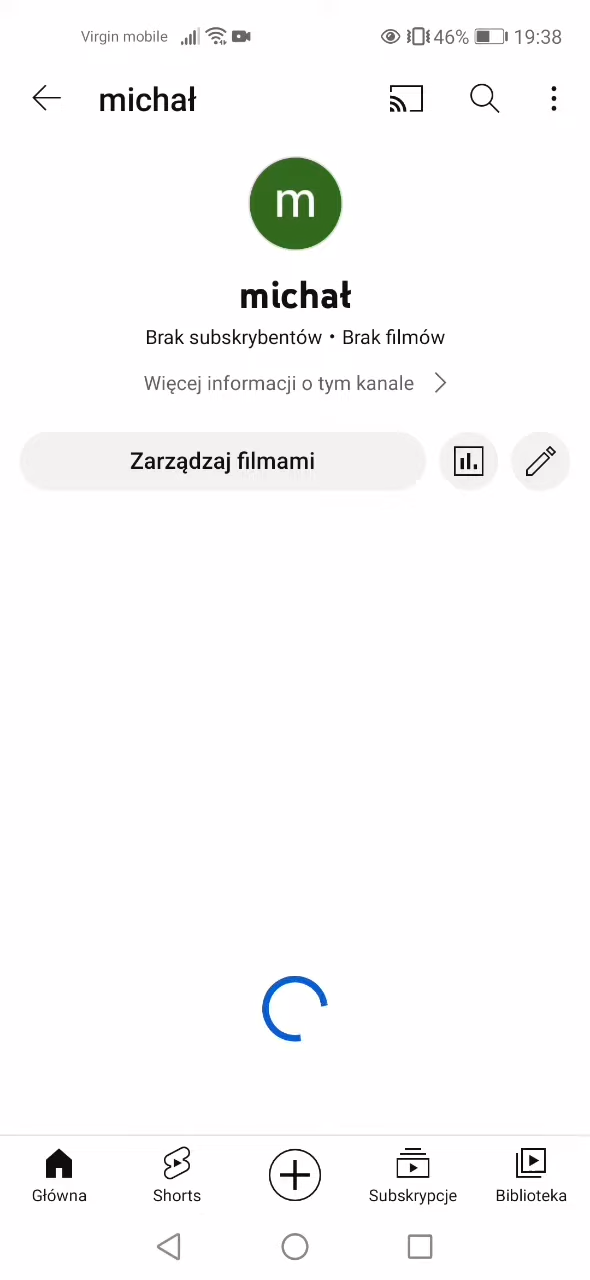 Virgin mobile 46% 19:38
michał
m
michał
Brak subskrybentów • Brak filmów
Więcej informacji o tym kanale
Zarządzaj filmami
Główna Shorts Subskrypcje Biblioteka